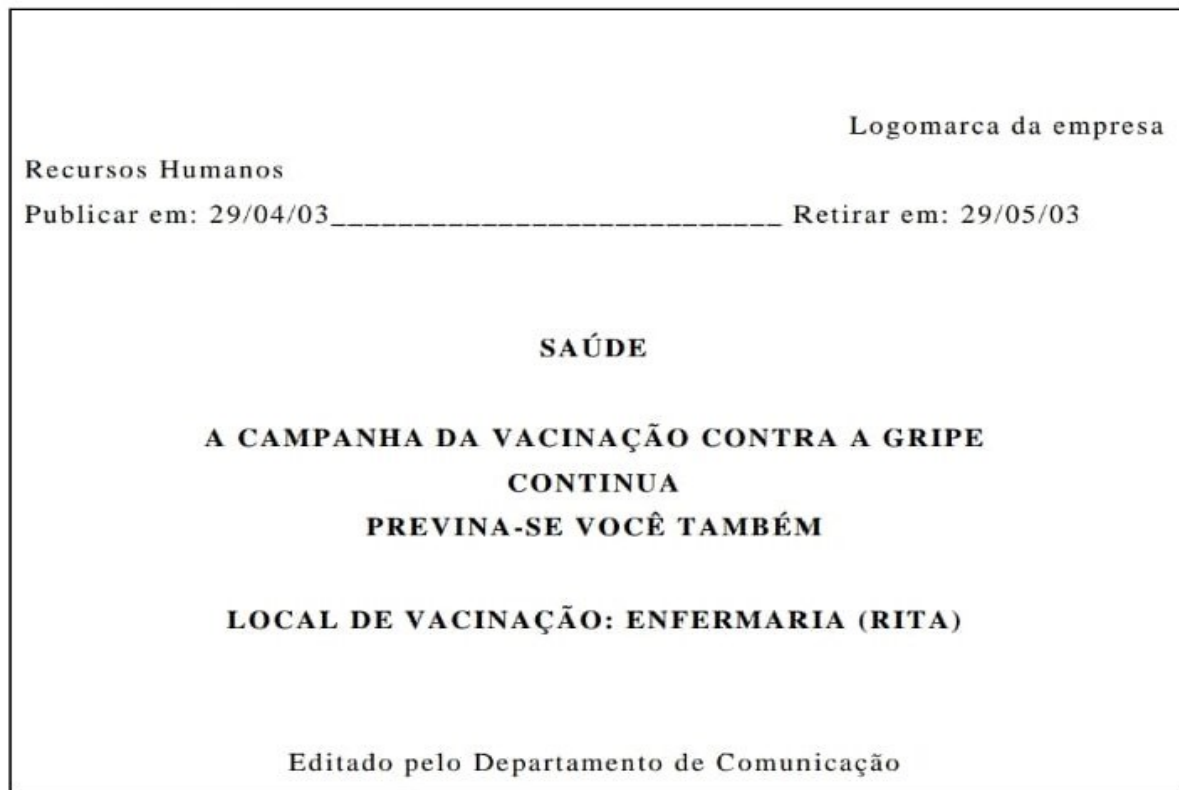 Logomarca da empresa
Recursos Humanos
Publicar em: 29/04/03___________________________ Retirar em: 29/05/03
SAÚDE
A CAMPANHA DA VACINAÇÃO CONTRA A GRIPE
CONTINUA
PREVINA-SE VOCÊ TAMBÉM
LOCAL DE VACINAÇÃO: ENFERMARIA (RITA)
Editado pelo Departamento de Comunicação